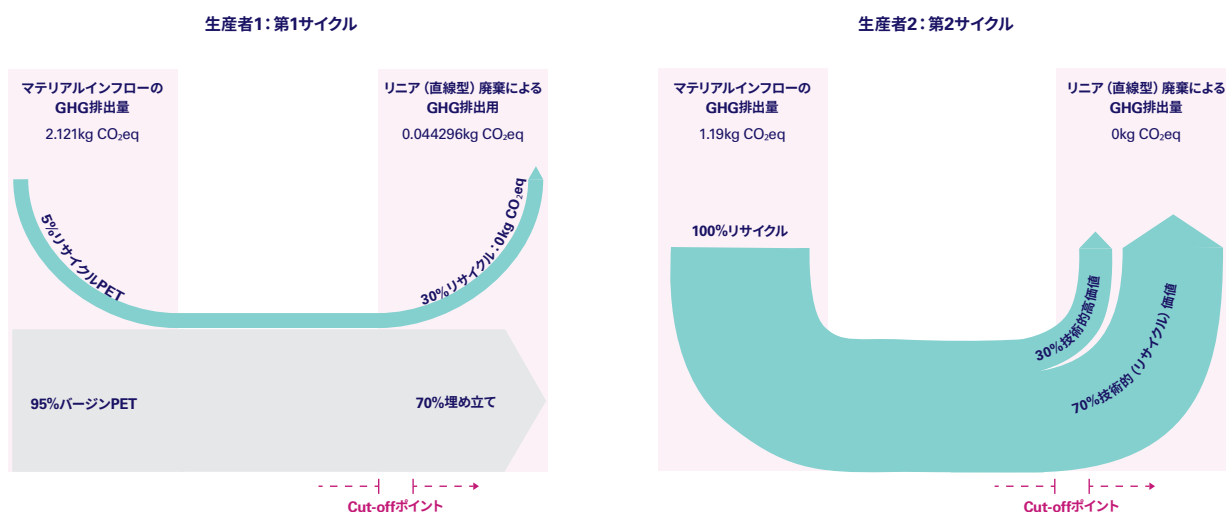 生産者1：第1サイクル
マテリアルインフローの
GHG排出量
2.121kg CO₂eq
リニア（直線型）廃棄による
GHG排出用
0.044296kg CO₂eq
5%リサイクルPET
30%リサイクル：0kg CO₂eq
95%バージンPET
70%埋め立て
Cut-offポイント
生産者2：第2サイクル
マテリアルインフローの
GHG排出量
1.19kg CO₂eq
リニア（直線型）廃棄による
GHG排出量
0kg CO₂eq
100%リサイクル
30%技術的高価値
70%技術的（リサイクル）価値
Cut-offポイント